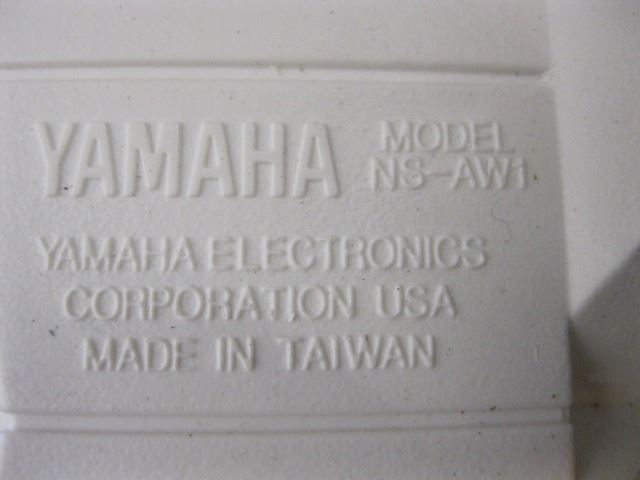 YAMAHA MODEL
NS-AW1
YAMAHA ELECTRONICS
CORPORATION USA
MADE IN TAIWAN